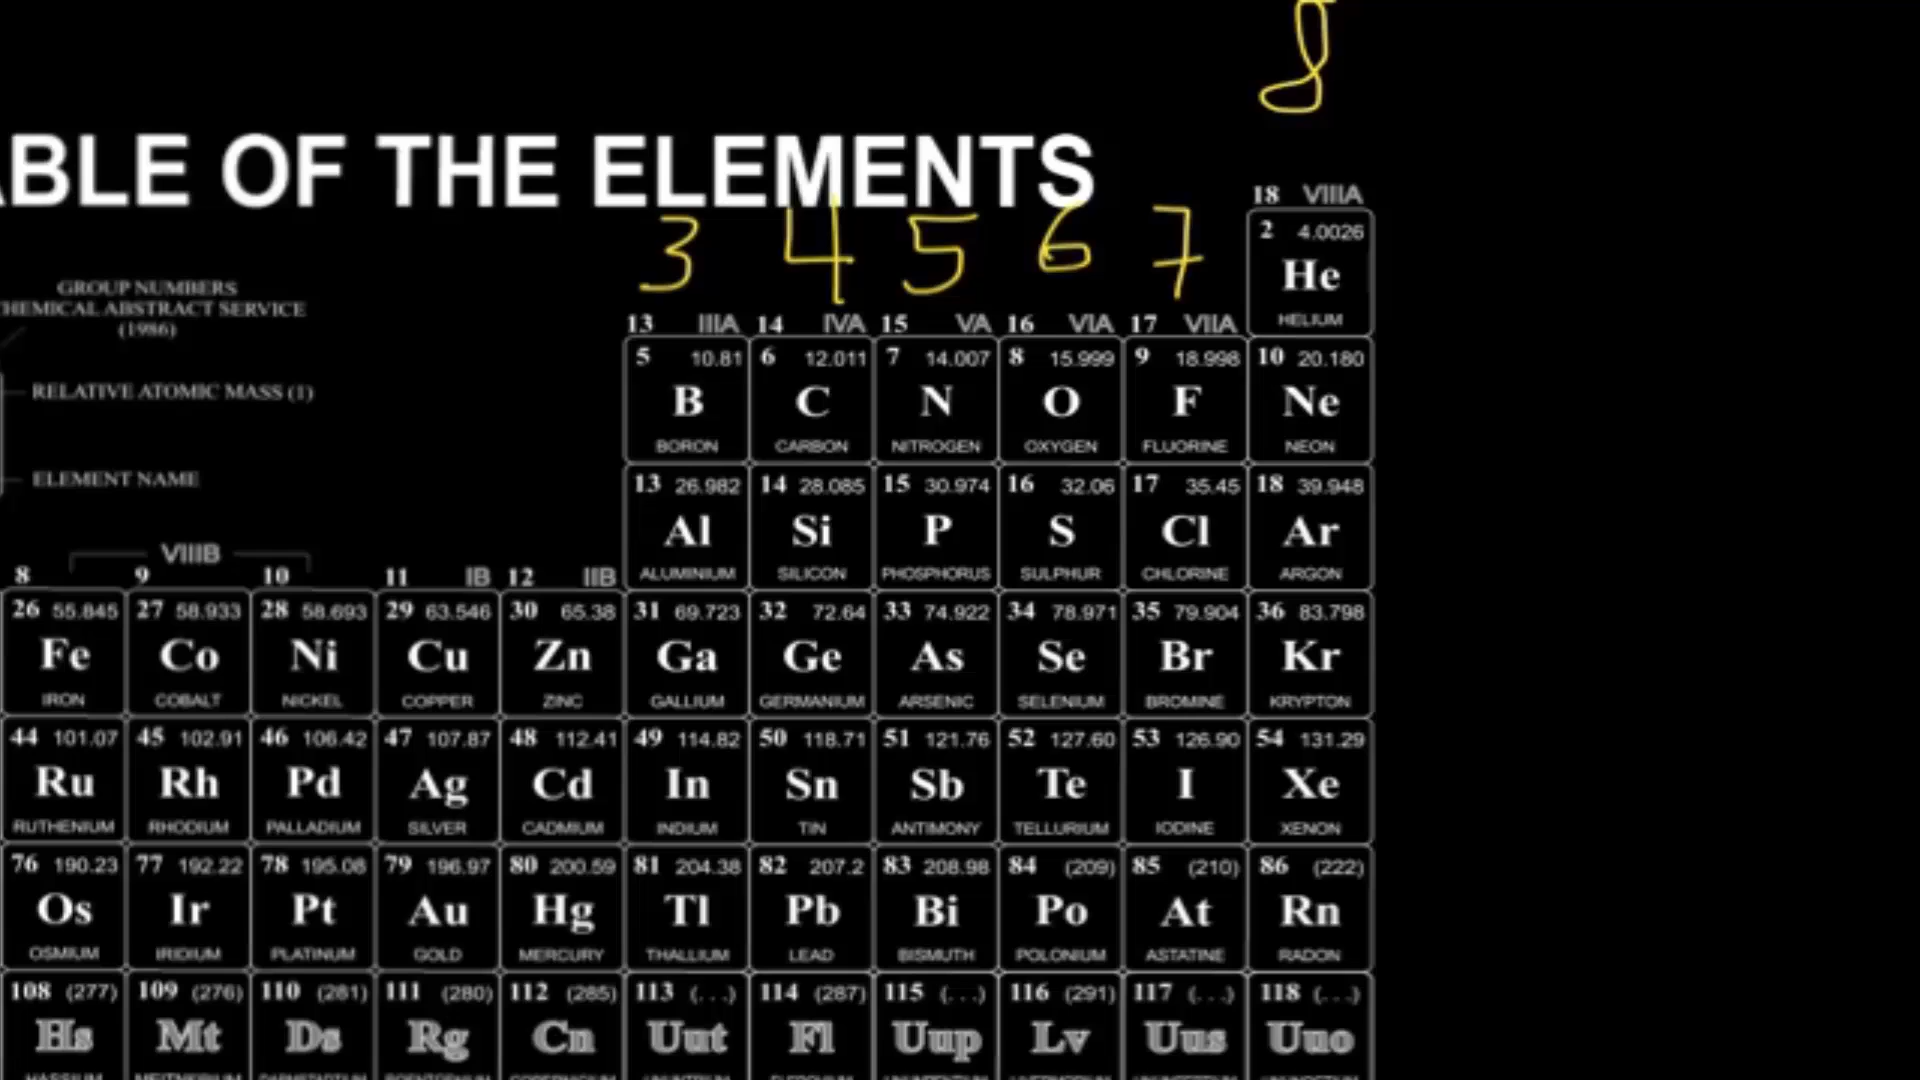 8
ABLE OF THE ELEMENTS
18 VIIIA
3 4 5 6 7
2 4.0026
He
HELIUM
GROUP NUMBERS
CHEMICAL ABSTRACT SERVICE
(1986)
13 IIIA 14 IVA 15 VA 16 VIA 17 VIIA
5 10.81 6 12.011 7 14.007 8 15.999 9 18.998 10 20.180
RELATIVE ATOMIC MASS (1)
B C N O F Ne
BORON CARBON NITROGEN OXYGEN FLUORINE NEON
ELEMENT NAME
13 26.982 14 28.085 15 30.974 16 32.06 17 35.45 18 39.948
Al Si P S Cl Ar
VIIIB
8 9 10 11 IB 12 IIB
ALUMINIUM SILICON PHOSPHORUS SULPHUR CHLORINE ARGON
26 55.845 27 58.933 28 58.693 29 63.546 30 65.38 31 69.723 32 72.64 33 74.922 34 78.971 35 79.904 36 83.798
Fe Co Ni Cu Zn Ga Ge As Se Br Kr
IRON COBALT NICKEL COPPER ZINC GALLIUM GERMANIUM ARSENIC SELENIUM BROMINE KRYPTON
44 101.07 45 102.91 46 106.42 47 107.87 48 112.41 49 114.82 50 118.71 51 121.76 52 127.60 53 126.90 54 131.29
Ru Rh Pd Ag Cd In Sn Sb Te I Xe
RUTHENIUM RHODIUM PALLADIUM SILVER CADMIUM INDIUM TIN ANTIMONY TELLURIUM IODINE XENON
76 190.23 77 192.22 78 195.08 79 196.97 80 200.59 81 204.38 82 207.2 83 208.98 84 (209) 85 (210) 86 (222)
Os Ir Pt Au Hg Tl Pb Bi Po At Rn
OSMIUM IRIDIUM PLATINUM GOLD MERCURY THALLIUM LEAD BISMUTH POLONIUM ASTATINE RADON
108 (277) 109 (276) 110 (281) 111 (280) 112 (285) 113 (...) 114 (287) 115 (...) 116 (291) 117 (...) 118 (...)
Hs Mt Ds Rg Cn Uut Fl Uup Lv Uus Uuo